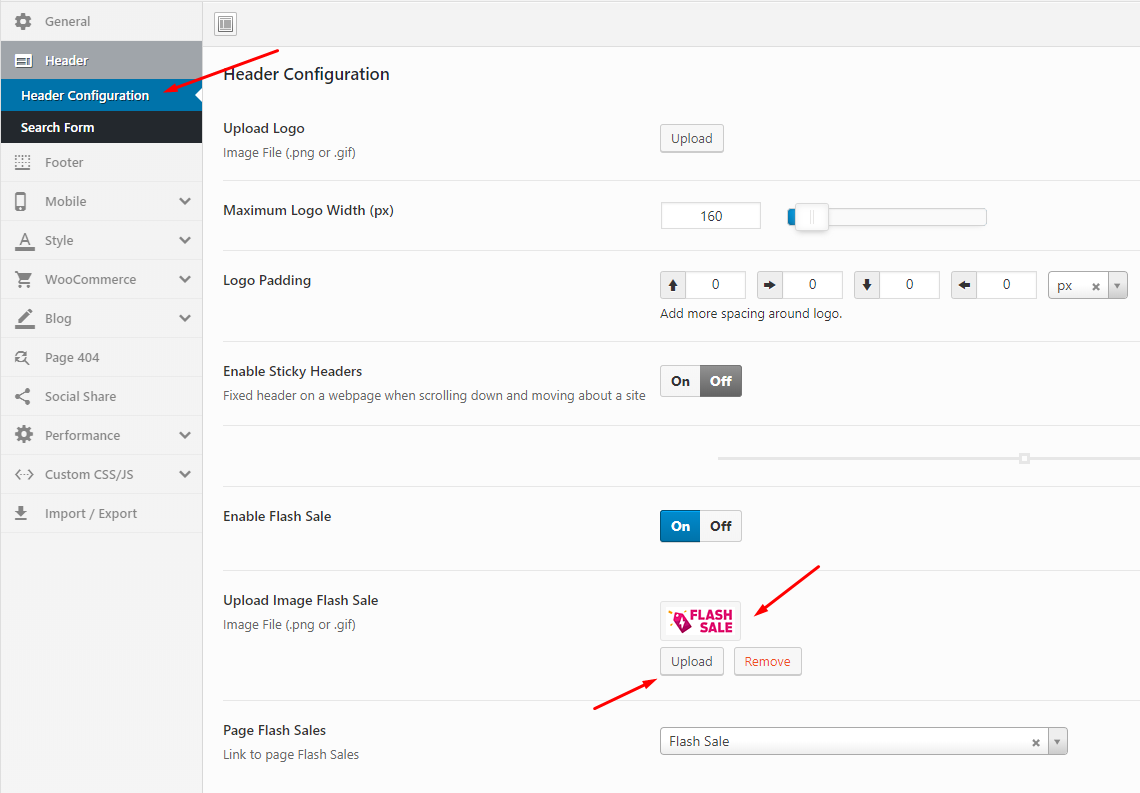 General
Header
Header Configuration
Search Form
Footer
Mobile
Style
WooCommerce
Blog
Page 404
Social Share
Performance
Custom CSS/JS
Import / Export
Header Configuration
Upload Logo
Image File (.png or .gif)
Upload
Maximum Logo Width (px)
160
Logo Padding
0 0 0 0 px
Add more spacing around logo.
Enable Sticky Headers
Fixed header on a webpage when scrolling down and moving about a site
On Off
Enable Flash Sale
On Off
Upload Image Flash Sale
Image File (.png or .gif)
FLASH
SALE
Upload Remove
Page Flash Sales
Link to page Flash Sales
Flash Sale